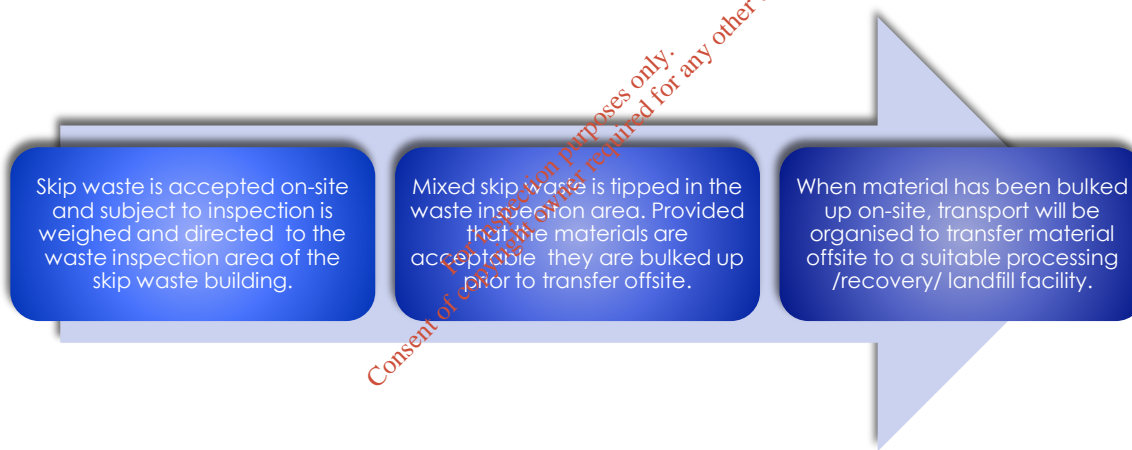 Skip waste is accepted on-site
and subject to inspection is
weighed and directed to the
waste inspection area of the
skip waste building.
Mixed skip waste is tipped in the
waste inspection area. Provided
that the materials are
acceptable they are bulked up
prior to transfer offsite.
When material has been bulked
up on-site, transport will be
organised to transfer material
offsite to a suitable processing
/recovery/ landfill facility.
For inspection purposes only.
Consent of copyright owner required for any other